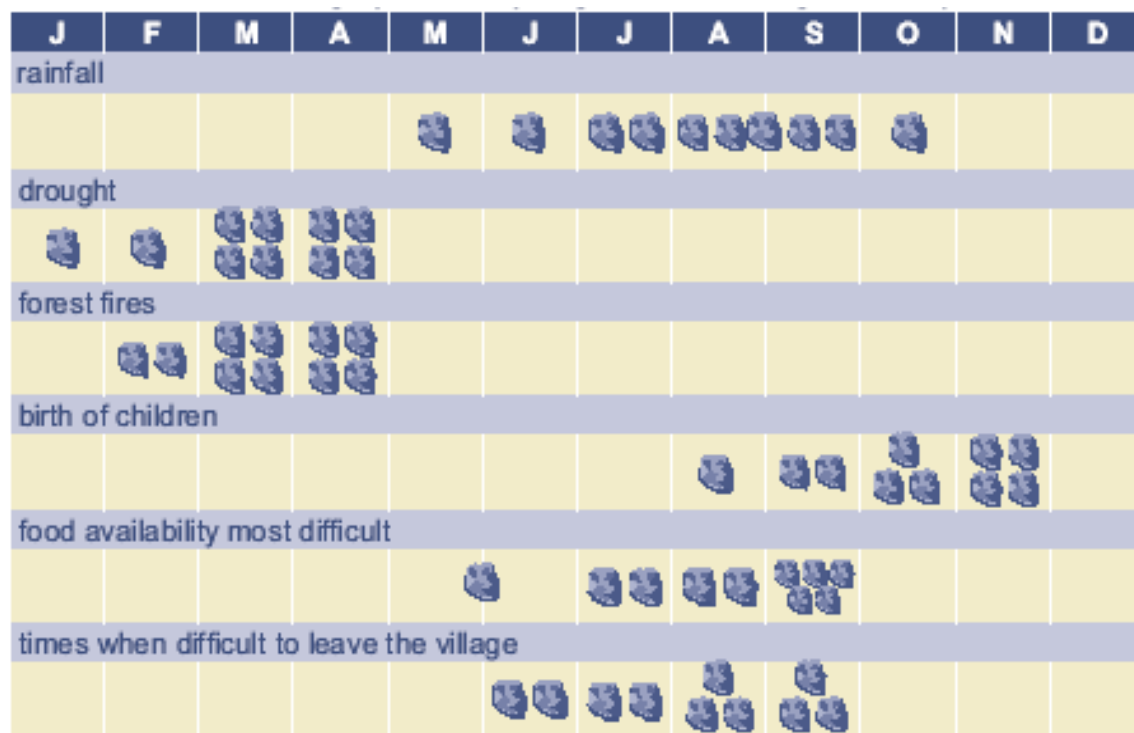 J F M A M J J A S O N D
rainfall
drought
forest fires
birth of children
food availability most difficult
times when difficult to leave the village